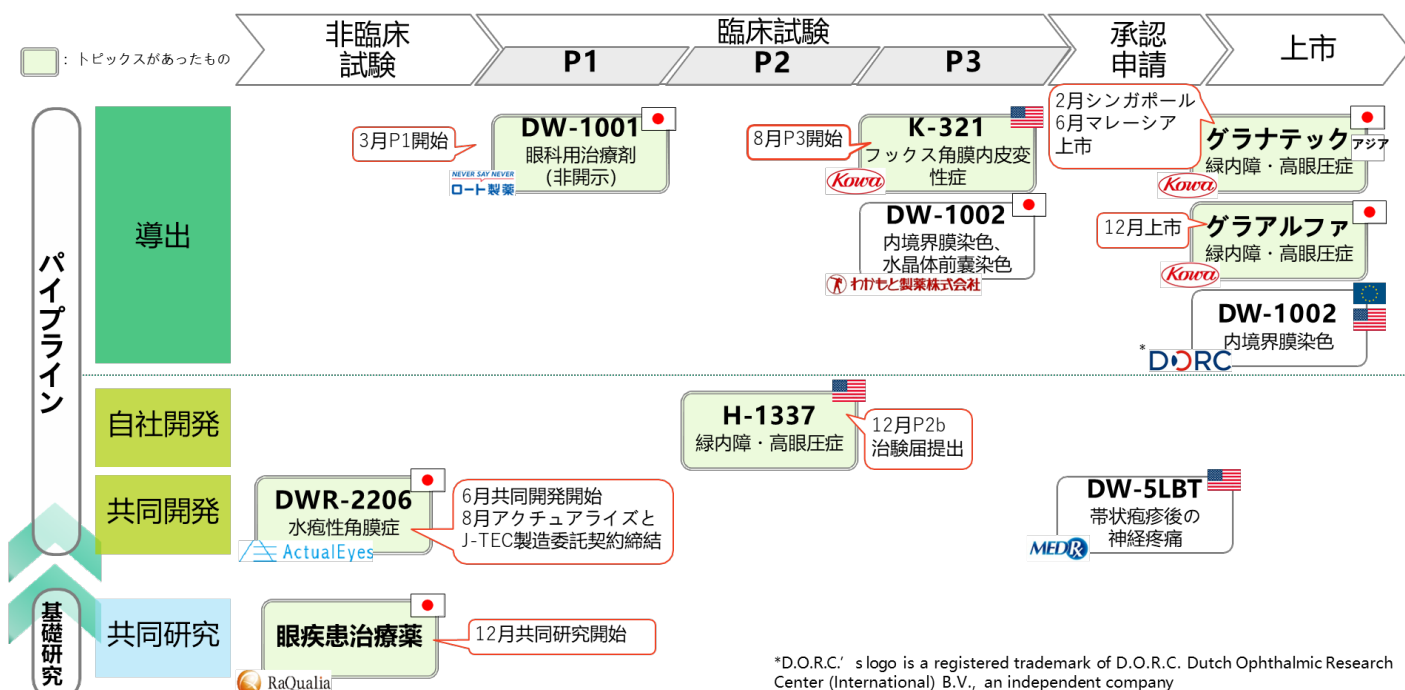 ：トピックがあったもの
非臨床
試験
臨床試験
P1
P2
P3
承認
申請
上市
パイプライン
導出
3月P1開始
DW-1001
眼科用治療剤
(非開示)
NEVER SAY NEVER
ロート製薬
8月P3開始
K-321
フックス角膜内皮変
性症
Kowa
DW-1002
内境界膜染色、
水晶体前嚢染色
わかもと製薬株式会社
2月シンガポール
6月マレーシア
上市
グラナテック
アジア
緑内障・高眼圧症
Kowa
12月上市
グラアルファ
緑内障・高眼圧症
Kowa
DW-1002
内境界膜染色
*
DORC
自社開発
H-1337
緑内障・高眼圧症
12月P2b
治験届提出
共同開発
DWR-2206
水疱性角膜症
ActualEyes
6月共同開発開始
8月アクチュアライズと
J-TEC製造委託契約締結
DW-5LBT
帯状疱疹後の
神経疼痛
MEDRx
基礎研究
共同研究
眼疾患治療薬
RaQualia
12月共同研究開始
*D.O.R.C.' s logo is a registered trademark of D.O.R.C. Dutch Ophthalmic Research
Center (International) B.V., an independent company